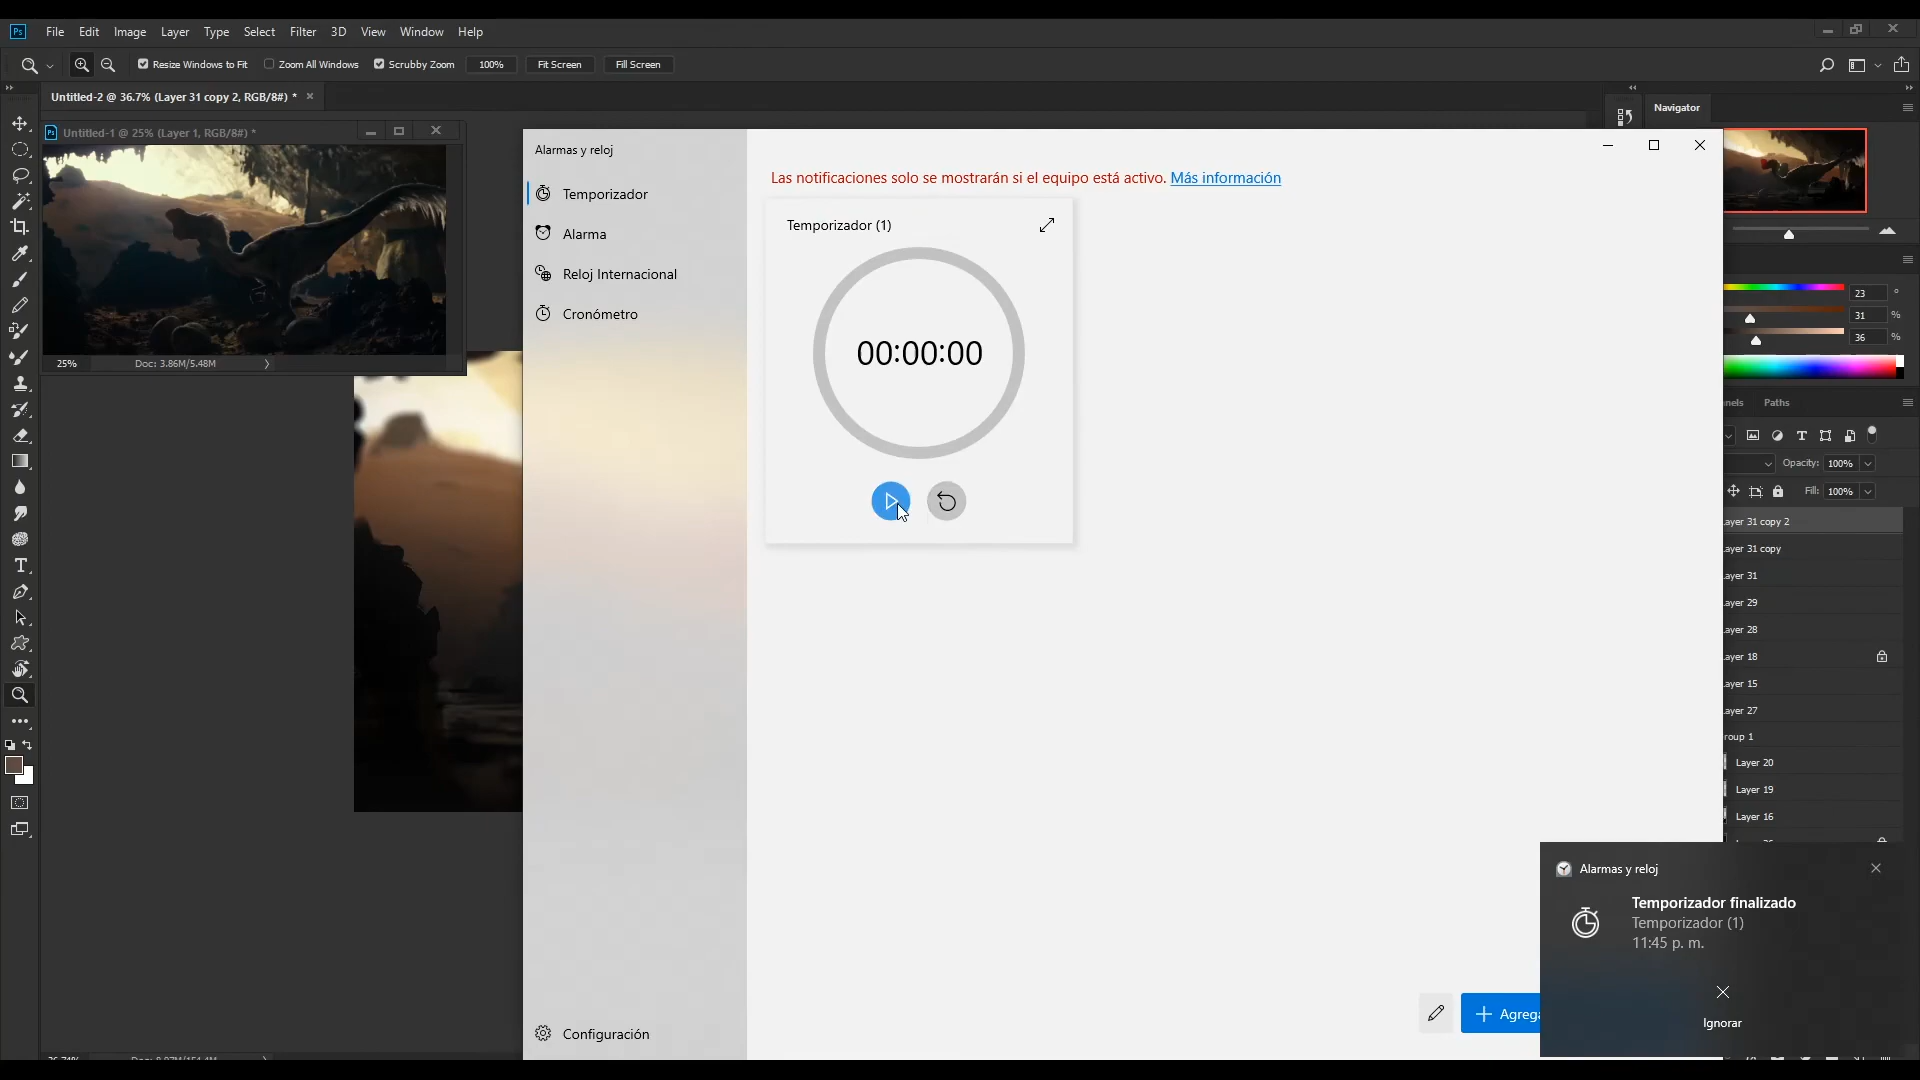 Ps File Edit Image Layer Type Select Filter 3D View Window Help
Resize Windows to Fit Zoom All Windows Scrubby Zoom 100% Fit Screen Fill Screen
Untitled-2 @ 36.7% (Layer 31 copy 2, RGB/8#) *
Navigator
Ps Untitled-1 @ 25% (Layer 1, RGB/8#) *
25% Doc: 3.86M/5.48M
Alarmas y reloj
Temporizador
Alarma
Reloj Internacional
Cronómetro
Configuración
Las notificaciones solo se mostrarán si el equipo está activo. Más información
Temporizador (1)
00:00:00
Agrega
23 °
31 %
36 %
nels Paths
Opacity: 100%
Fill: 100%
ayer 31 copy 2
ayer 31 copy
ayer 31
ayer 29
ayer 28
ayer 18
ayer 15
ayer 27
roup 1
Layer 20
Layer 19
Layer 16
Alarmas y reloj
Temporizador finalizado
Temporizador (1)
11:45 p. m.
Ignorar